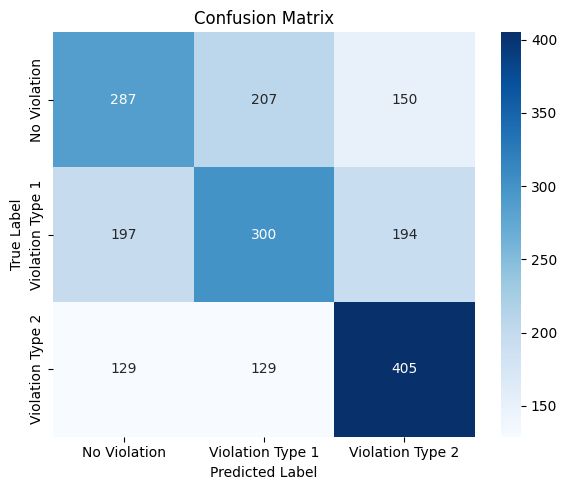 Confusion Matrix
No Violation
Violation Type 1
Violation Type 2
True Label
287 207 150
197 300 194
129 129 405
No Violation Violation Type 1 Violation Type 2
Predicted Label
400
350
300
250
200
150